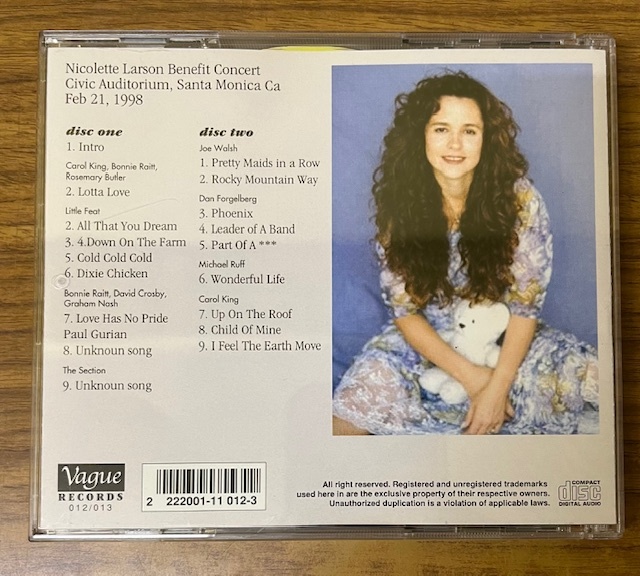 Nicolette Larson Benefit Concert
Civic Auditorium, Santa Monica Ca
Feb 21, 1998
disc one
1. Intro
Carol King, Bonnie Raitt,
Rosemary Butler
2. Lotta Love
Little Feat
2. All That You Dream
3. 4.Down On The Farm
5. Cold Cold Cold
6. Dixie Chicken
Bonnie Raitt, David Crosby,
Graham Nash
7. Love Has No Pride
Paul Gurian
8. Unknoun song
The Section
9. Unknoun song
disc two
Joe Walsh
1. Pretty Maids in a Row
2. Rocky Mountain Way
Dan Forgelberg
3. Phoenix
4. Leader of A Band
5. Part of A ***
Michael Ruff
6. Wonderful Life
Carol King
7. Up On The Roof
8. Child Of Mine
9. I Feel The Earth Move
Vague
RECORDS
012/013
2 222001-11 012-3
All right reserved. Registered and unregistered trademarks
used here in are the exclusive property of their respective owners.
Unauthorized duplication is a violation of applicable laws.
COMPACT
disc
DIGITAL AUDIO